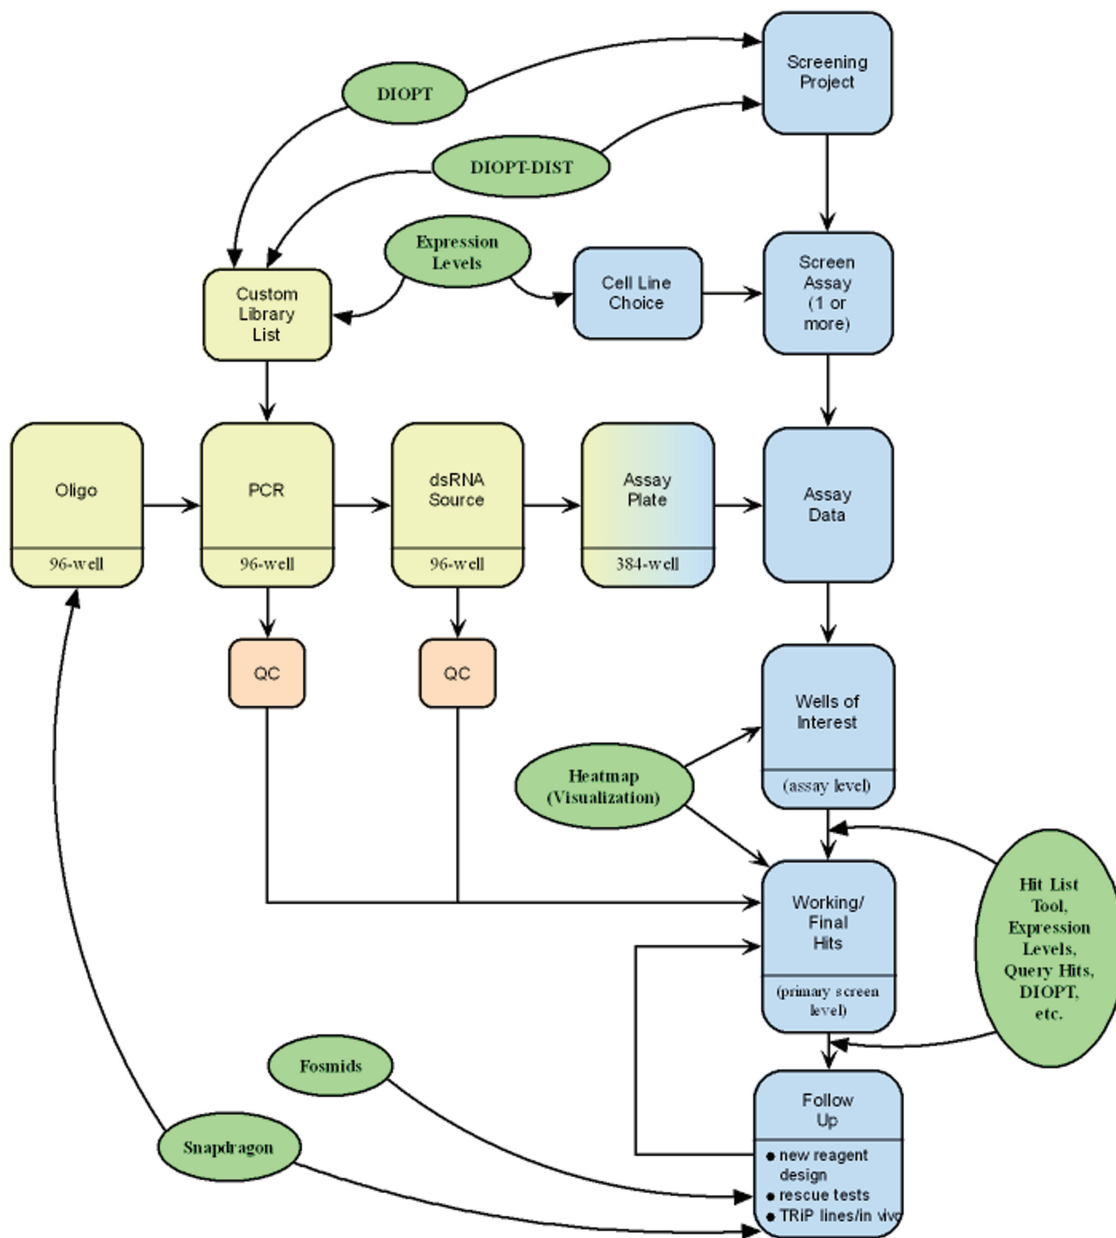 Screening
Project
DIOPT
DIOPT-DIST
Expression
Levels
Cell Line
Choice
Screen
Assay
(1 or
more)
Custom
Library
List
Oligo
96-well
PCR
96-well
dsRNA
Source
96-well
Assay
Plate
384-well
Assay
Data
QC
QC
Wells of
Interest
(assay level)
Heatmap
(Visualization)
Working/
Final
Hits
(primary screen
level)
Hit List
Tool,
Expression
Levels,
Query Hits,
DIOPT,
etc.
Fosmids
Snapdragon
Follow
Up
● new reagent
design
● rescue tests
● TRiP lines/in vivo